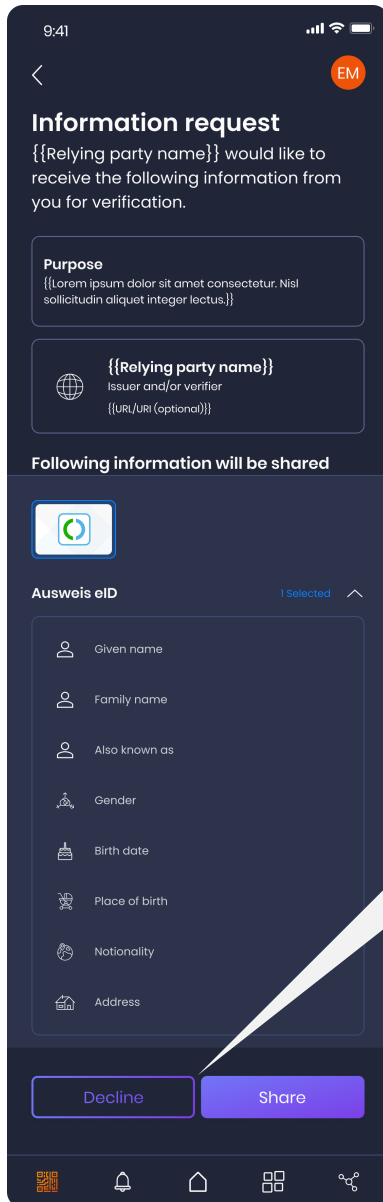 9:41
EM
Information request
{{Relying party name}} would like to
receive the following information from
you for verification.
Purpose
{{Lorem ipsum dolor sit amet consectetur. Nisl
sollicitudin aliquet integer lectus.}}
{{Relying party name}}
Issuer and/or verifier
{{URL/URI (optional)}}
Following information will be shared
Ausweis eID
1 Selected
Given name
Family name
Also known as
Gender
Birth date
Place of birth
Notionality
Address
Decline
Share